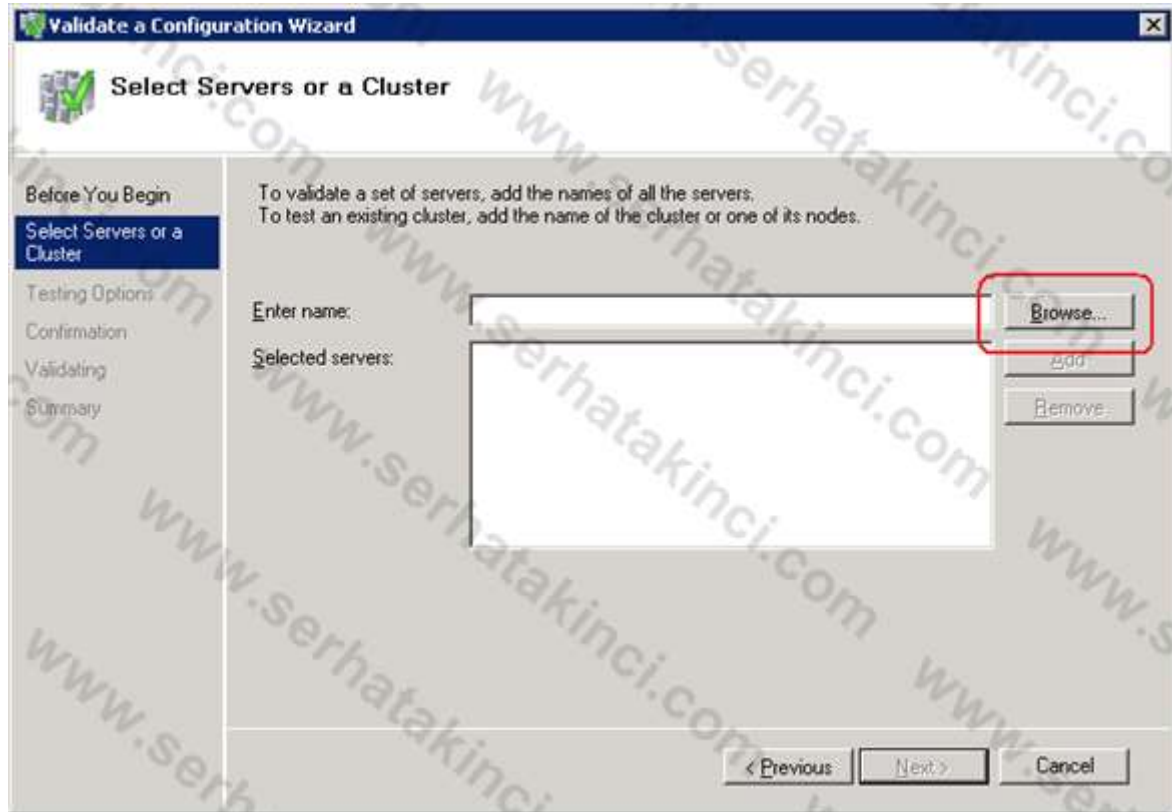 Validate a Configuration Wizard
Select Servers or a Cluster
Before You Begin
Select Servers or a
Cluster
Testing Options
Confirmation
Validating
Summary
To validate a set of servers, add the names of all the servers.
To test an existing cluster, add the name of the cluster or one of its nodes.
Enter name:
Browse...
Selected servers:
Add
Remove
< Previous
Next >
Cancel
www.serhatakinci.com